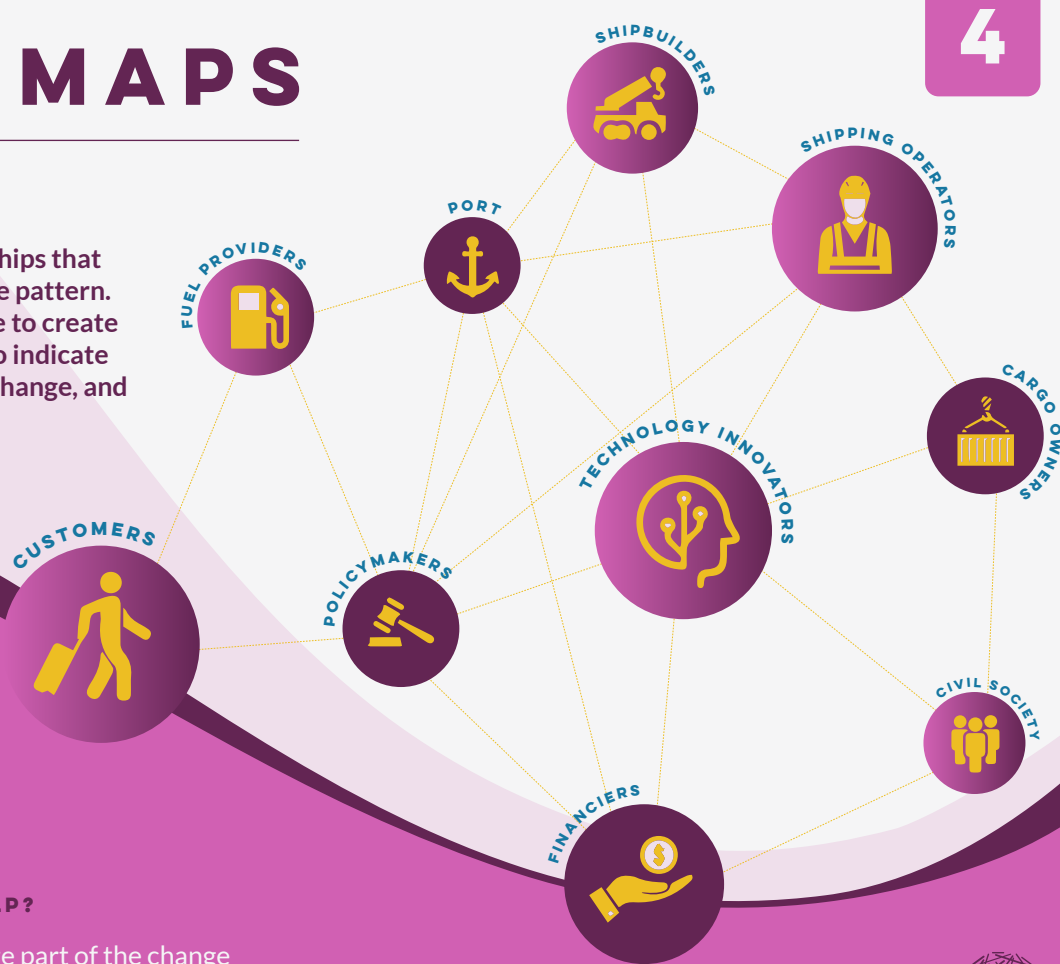 4
MAPS
hips that
e pattern.
e to create
o indicate
hange, and
SHIPBUILDERS
SHIPPING OPERATORS
PORT
FUEL PROVIDERS
CARGO OWNERS
TECHNOLOGY INNOVATORS
CUSTOMERS
POLICYMAKERS
CIVIL SOCIETY
FINANCIERS
$
AP?
e part of the change